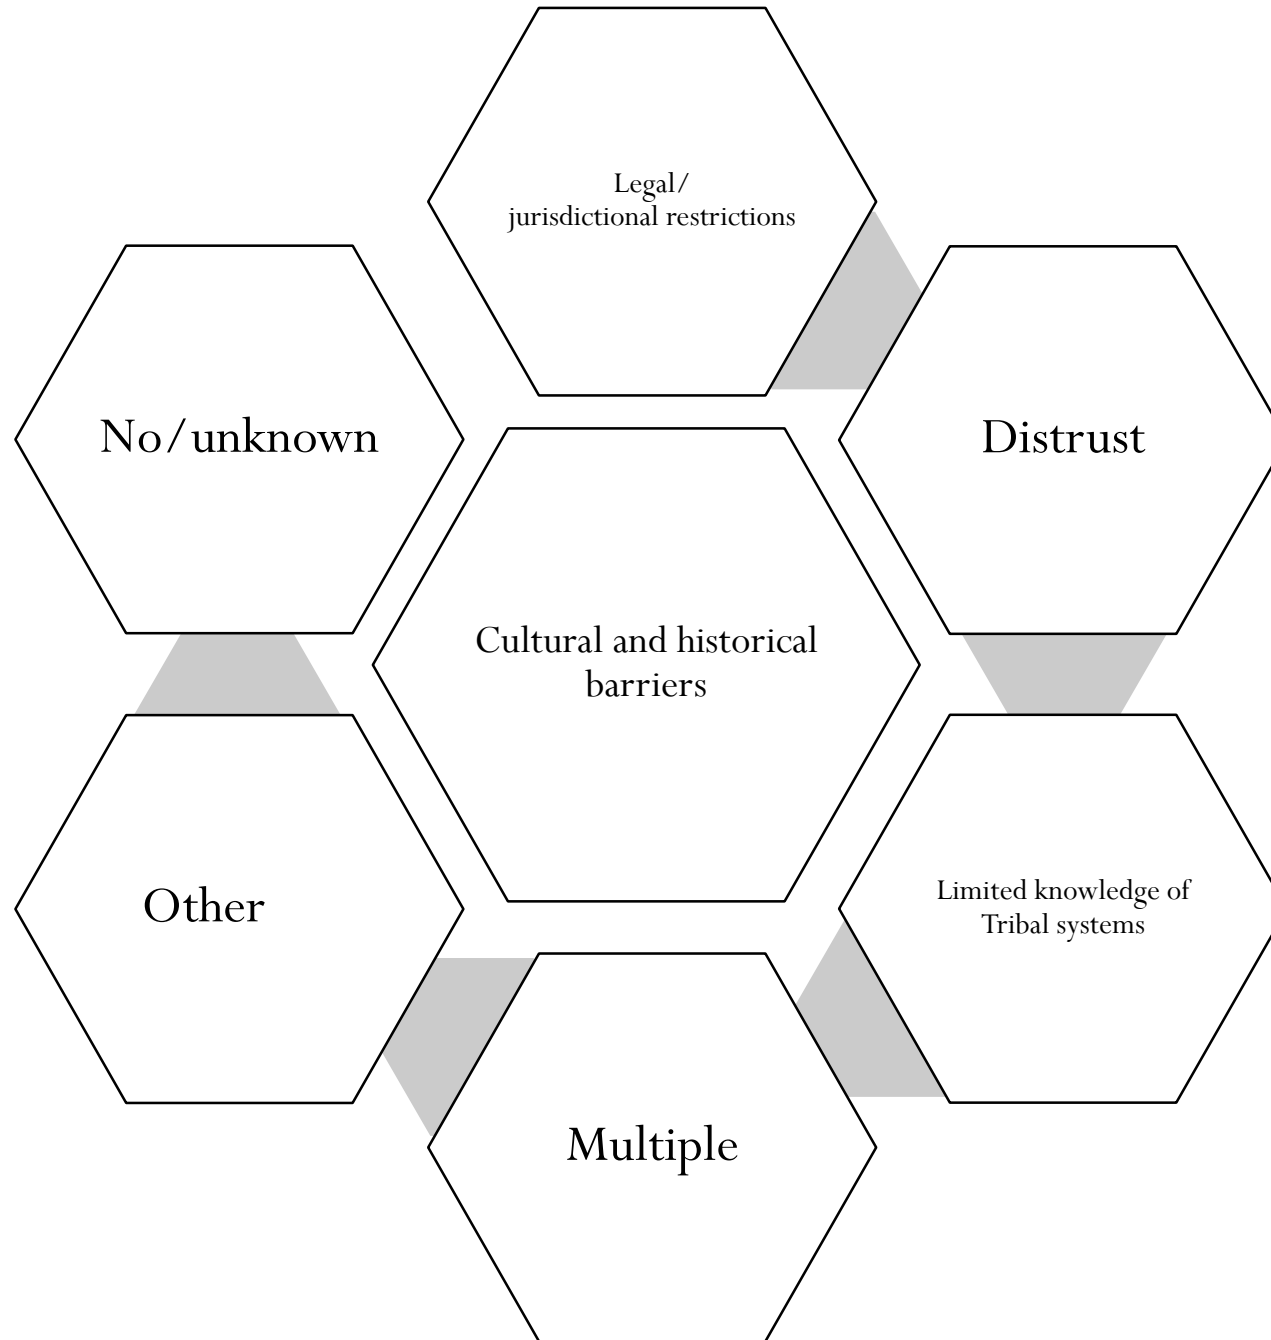 Legal/
jurisdictional restrictions
No/unknown
Distrust
Cultural and historical
barriers
Other
Limited knowledge of
Tribal systems
Multiple